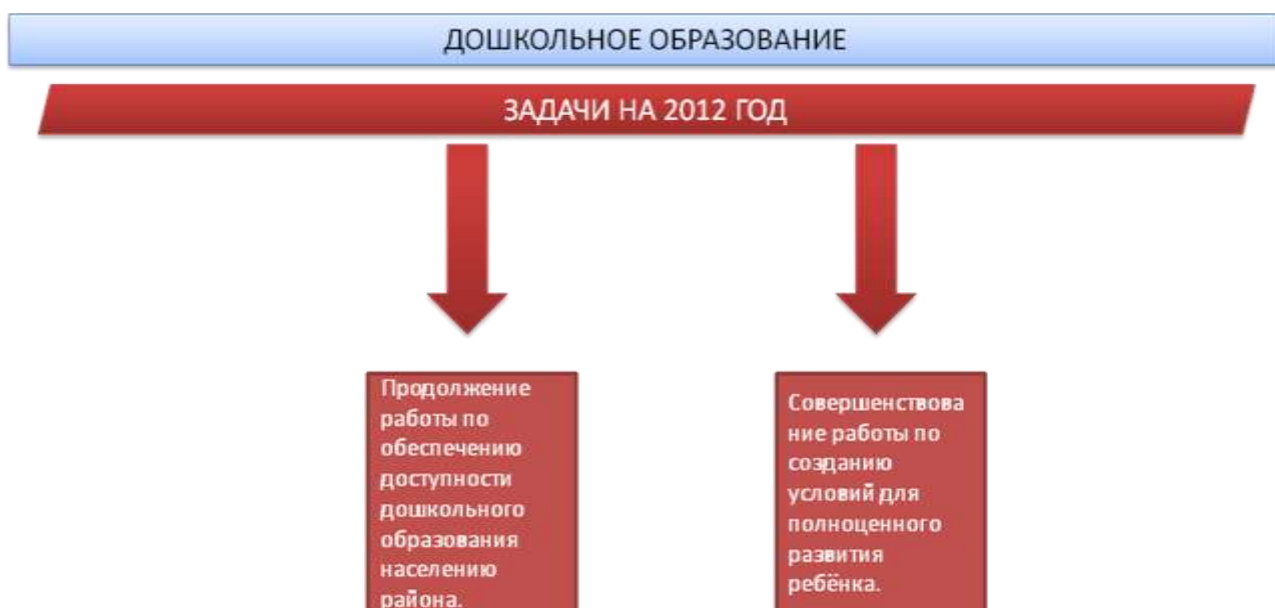 ДОШКОЛЬНОЕ ОБРАЗОВАНИЕ
ЗАДАЧИ НА 2012 ГОД
Продолжение
работы по
обеспечению
доступности
дошкольного
образования
населению
района.
Совершенствова
ние работы по
созданию
условий для
полноценного
развития
ребёнка.